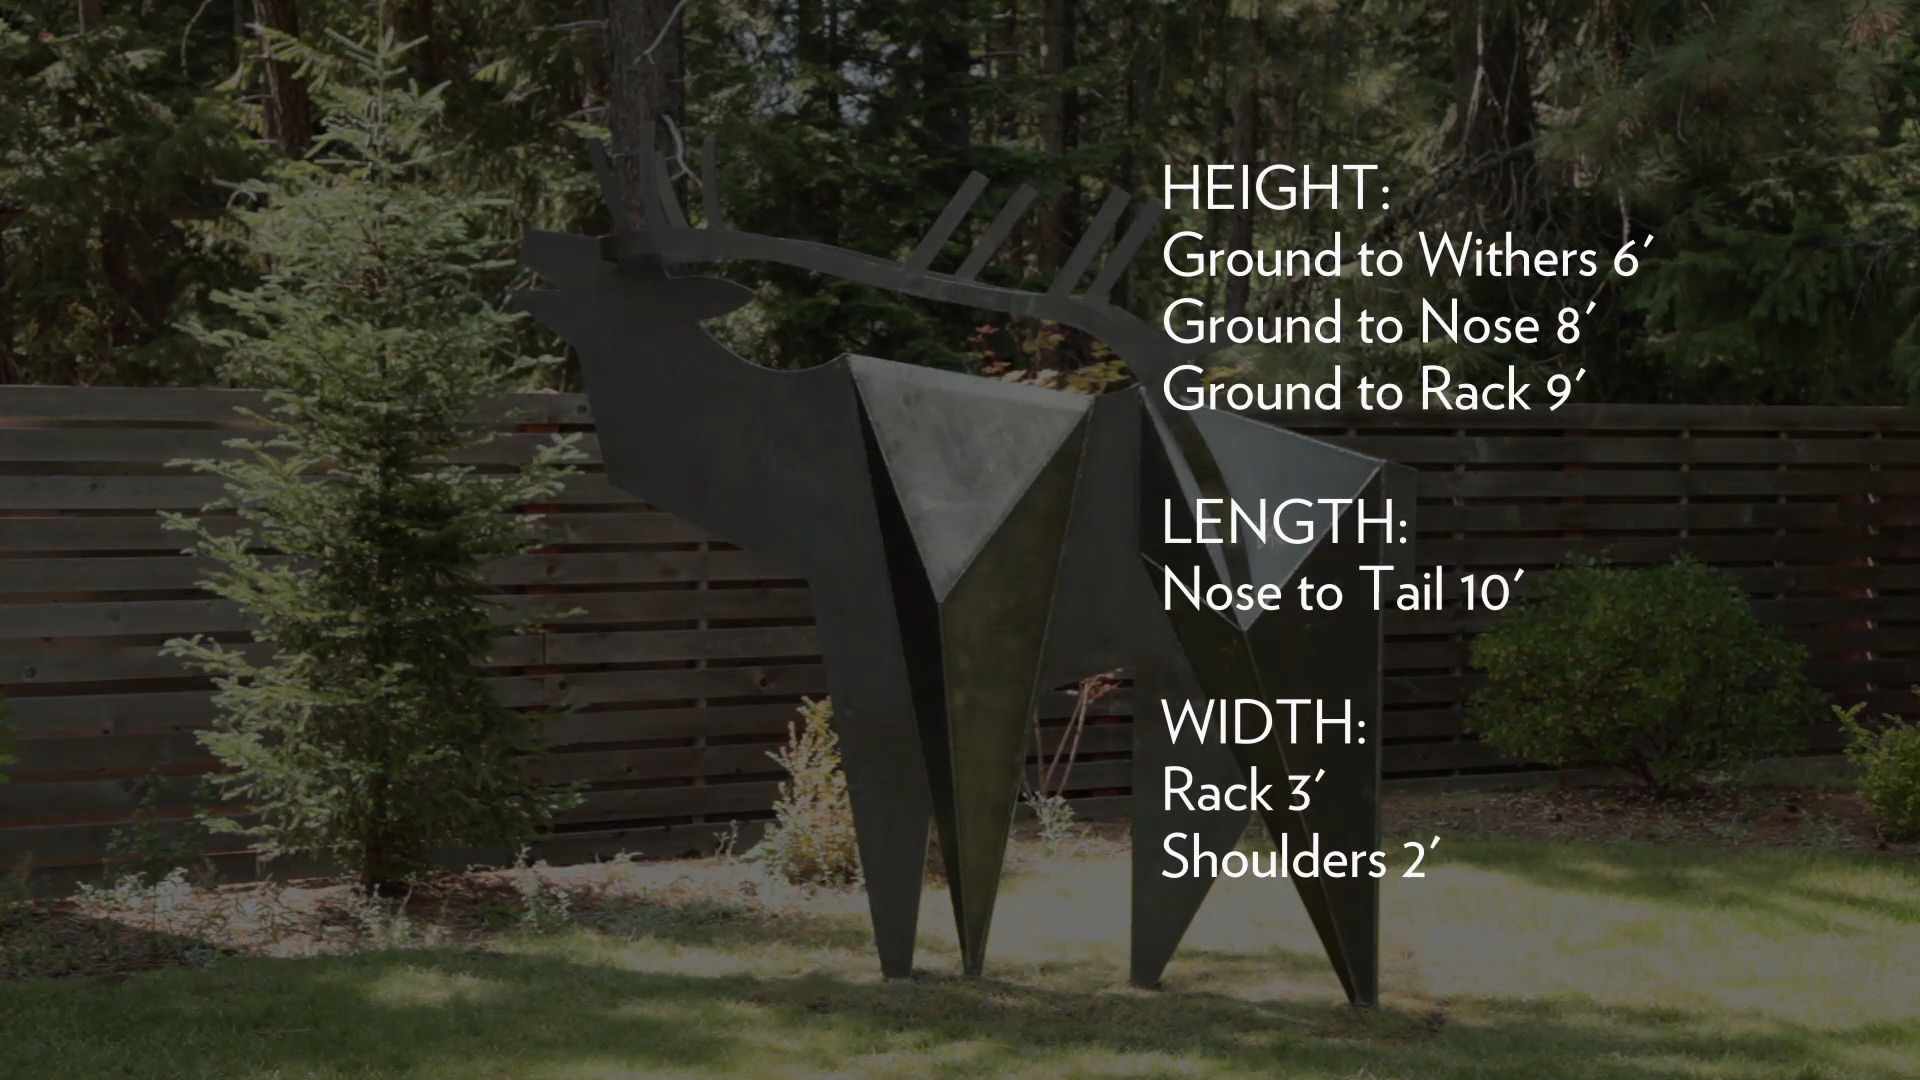 HEIGHT:
Ground to Withers 6′
Ground to Nose 8′
Ground to Rack 9′
LENGTH:
Nose to Tail 10′
WIDTH:
Rack 3′
Shoulders 2′